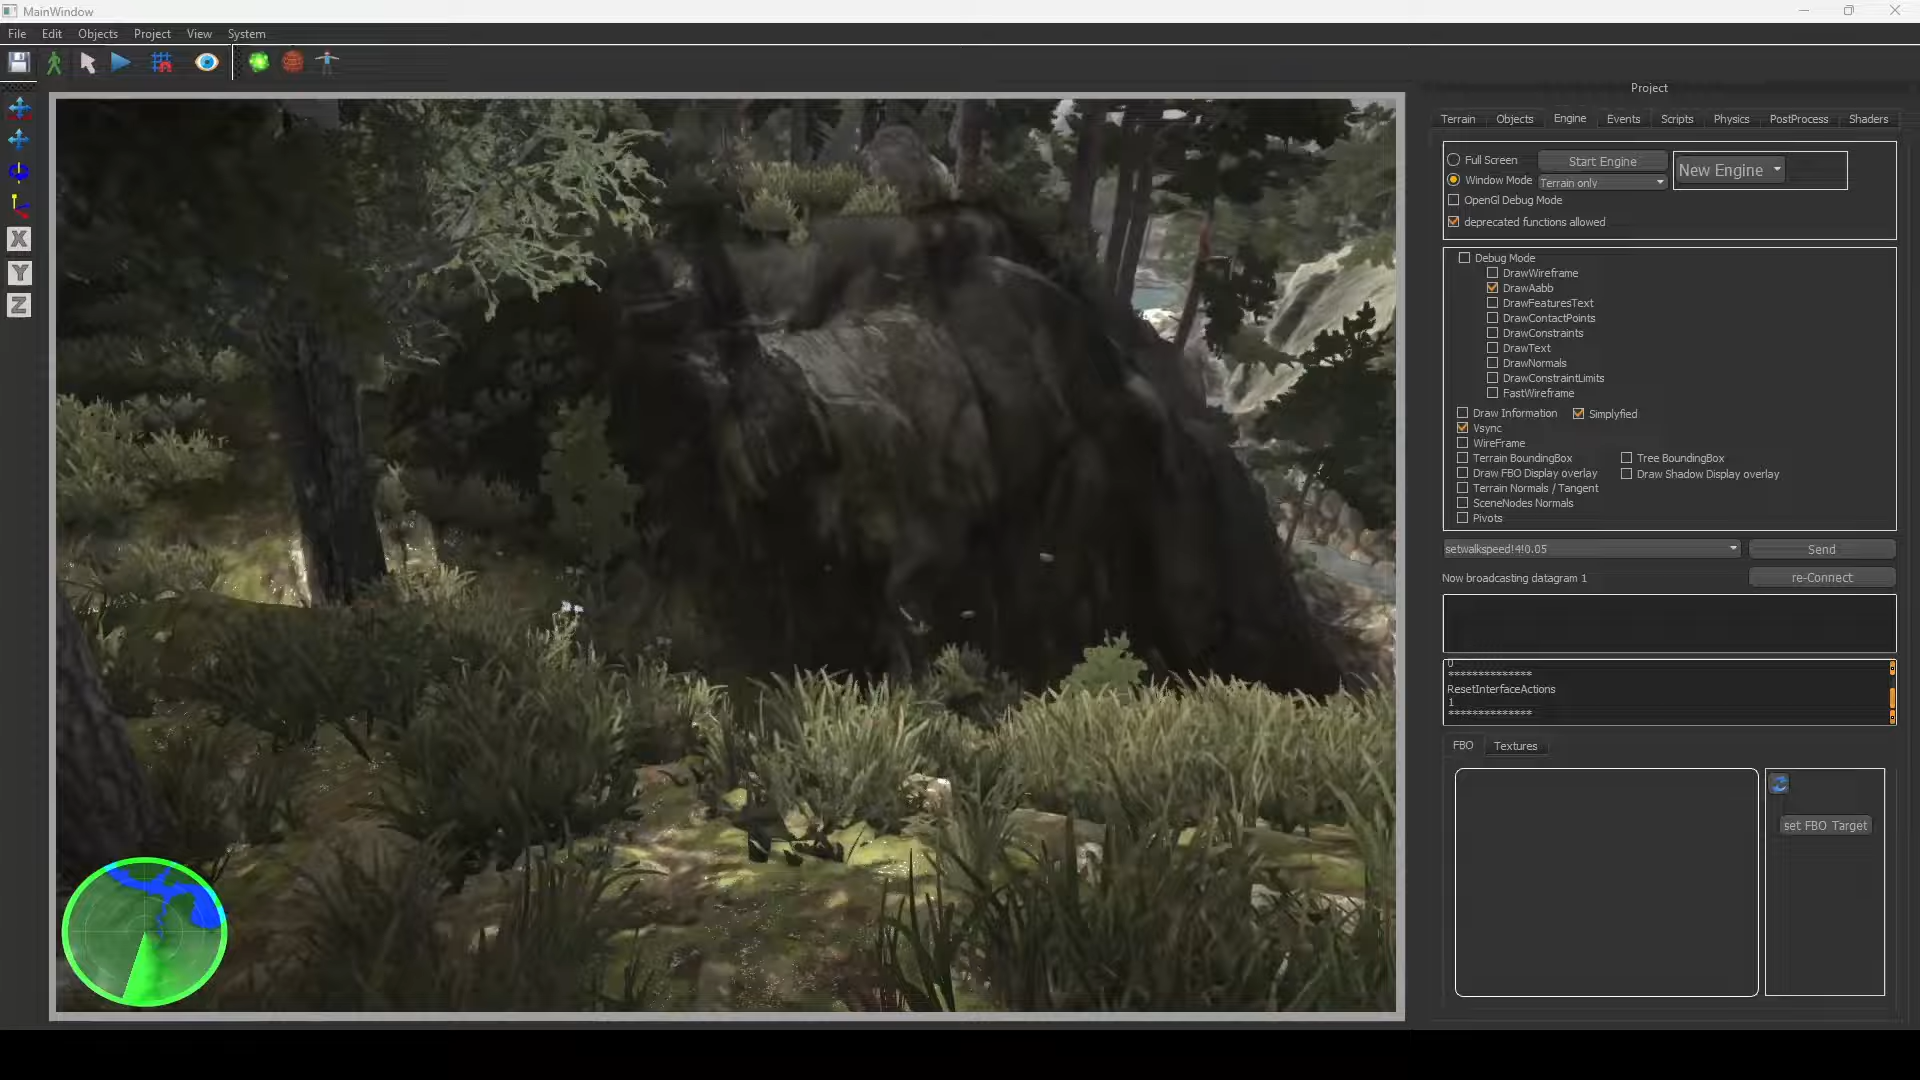 MainWindow
File Edit Objects Project View System
X
Y
Z
Project
Terrain Objects Engine Events Scripts Physics PostProcess Shaders
Full Screen Start Engine New Engine
Window Mode Terrain only
OpenGl Debug Mode
deprecated functions allowed
Debug Mode
DrawWireframe
DrawAabb
DrawFeaturesText
DrawContactPoints
DrawConstraints
DrawText
DrawNormals
DrawConstraintLimits
FastWireframe
Draw Information Simplyfied
Vsync
WireFrame
Terrain BoundingBox Tree BoundingBox
Draw FBO Display overlay Draw Shadow Display overlay
Terrain Normals / Tangent
SceneNodes Normals
Pivots
setwalkspeed!4!0.05 Send
Now broadcasting datagram 1 re-Connect
0
**************
ResetInterfaceActions
1
**************
FBO Textures
set FBO Target